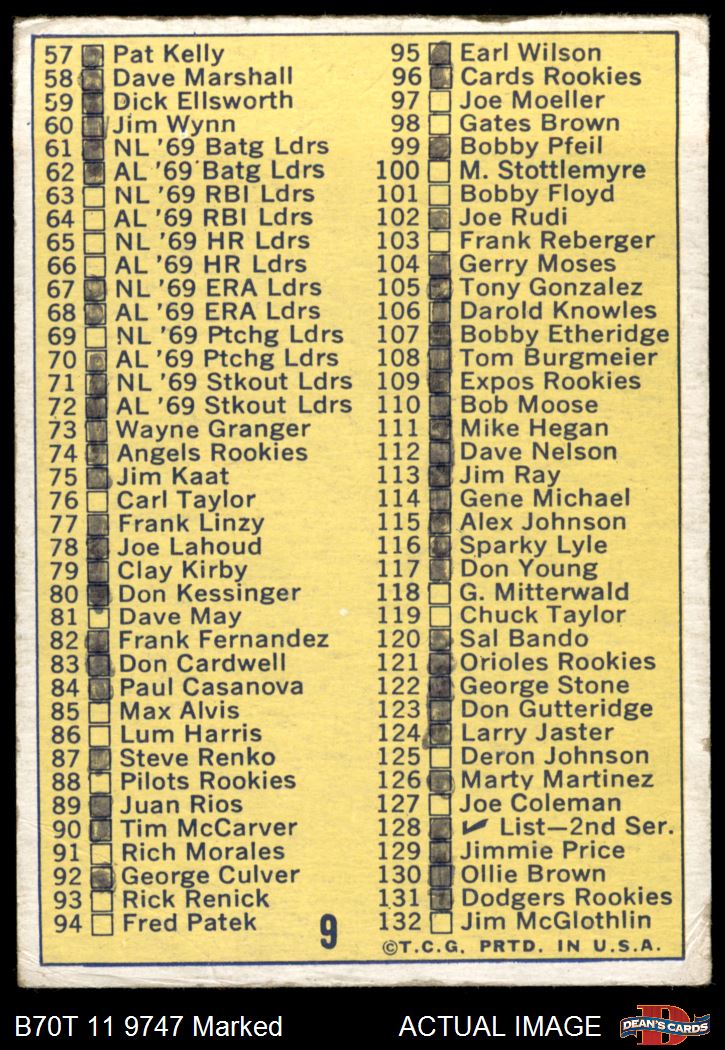 57 Pat Kelly
58 Dave Marshall
59 Dick Ellsworth
60 Jim Wynn
61 NL '69 Batg Ldrs
62 AL '69 Batg Ldrs
63 NL '69 RBI Ldrs
64 AL '69 RBI Ldrs
65 NL '69 HR Ldrs
66 AL '69 HR Ldrs
67 NL '69 ERA Ldrs
68 AL '69 ERA Ldrs
69 NL '69 Ptchg Ldrs
70 AL '69 Ptchg Ldrs
71 NL '69 Stkout Ldrs
72 AL '69 Stkout Ldrs
73 Wayne Granger
74 Angels Rookies
75 Jim Kaat
76 Carl Taylor
77 Frank Linzy
78 Joe Lahoud
79 Clay Kirby
80 Don Kessinger
81 Dave May
82 Frank Fernandez
83 Don Cardwell
84 Paul Casanova
85 Max Alvis
86 Lum Harris
87 Steve Renko
88 Pilots Rookies
89 Juan Rios
90 Tim McCarver
91 Rich Morales
92 George Culver
93 Rick Renick
94 Fred Patek
95 Earl Wilson
96 Cards Rookies
97 Joe Moeller
98 Gates Brown
99 Bobby Pfeil
100 M. Stottlemyre
101 Bobby Floyd
102 Joe Rudi
103 Frank Reberger
104 Gerry Moses
105 Tony Gonzalez
106 Darold Knowles
107 Bobby Etheridge
108 Tom Burgmeier
109 Expos Rookies
110 Bob Moose
111 Mike Hegan
112 Dave Nelson
113 Jim Ray
114 Gene Michael
115 Alex Johnson
116 Sparky Lyle
117 Don Young
118 G. Mitterwald
119 Chuck Taylor
120 Sal Bando
121 Orioles Rookies
122 George Stone
123 Don Gutteridge
124 Larry Jaster
125 Deron Johnson
126 Marty Martinez
127 Joe Coleman
128 ✓ List—2nd Ser.
129 Jimmie Price
130 Ollie Brown
131 Dodgers Rookies
132 Jim McGlothlin
9
©T.C.G. PRTD. IN U.S.A.
B70T 11 9747 Marked
ACTUAL IMAGE
D
DEAN'S CARDS